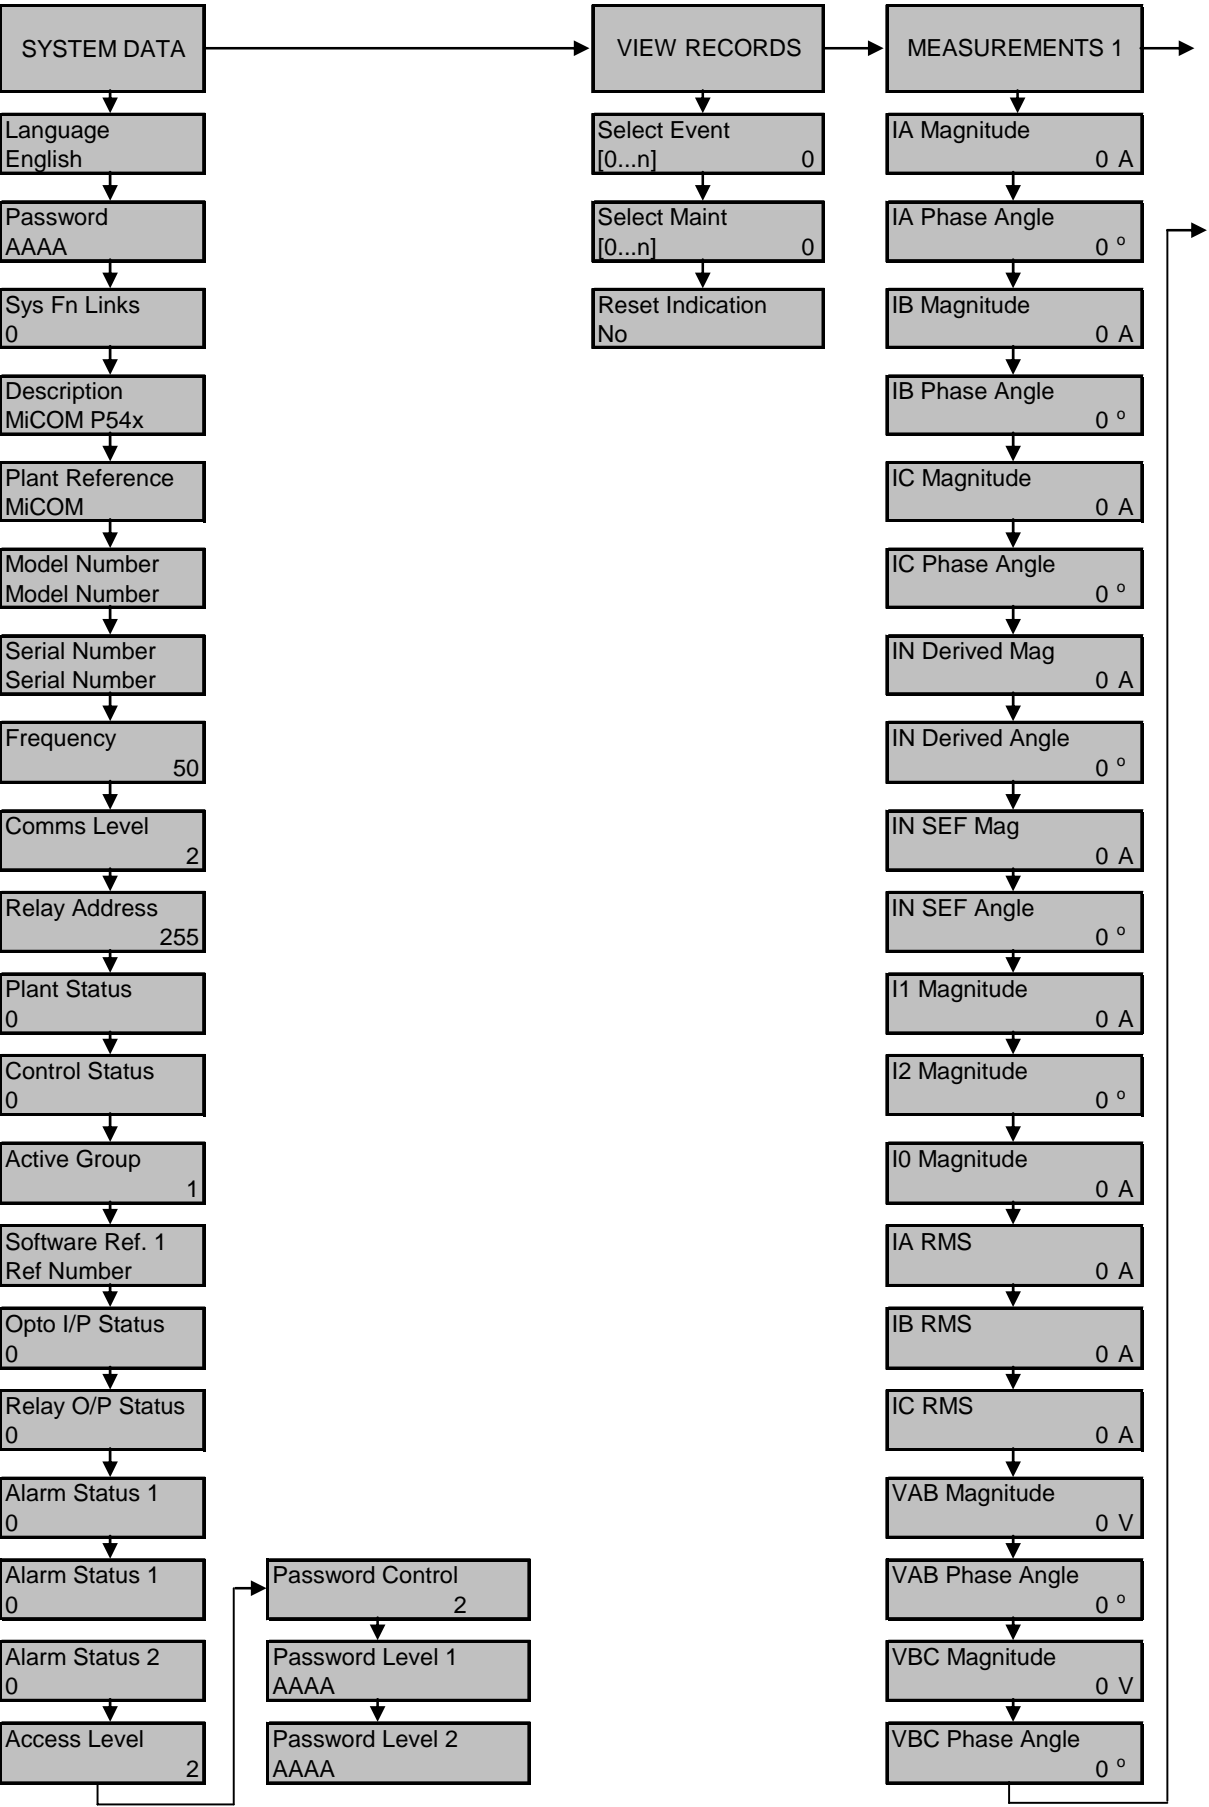 SYSTEM DATA
Language
English
Password
AAAA
Sys Fn Links
0
Description
MiCOM P54x
Plant Reference
MiCOM
Model Number
Model Number
Serial Number
Serial Number
Frequency
50
Comms Level
2
Relay Address
255
Plant Status
0
Control Status
0
Active Group
1
Software Ref. 1
Ref Number
Opto I/P Status
0
Relay O/P Status
0
Alarm Status 1
0
Alarm Status 1
0
Alarm Status 2
0
Access Level
2
Password Control
2
Password Level 1
AAAA
Password Level 2
AAAA
VIEW RECORDS
Select Event
[0...n] 0
Select Maint
[0...n] 0
Reset Indication
No
MEASUREMENTS 1
IA Magnitude
0 A
IA Phase Angle
0 º
IB Magnitude
0 A
IB Phase Angle
0 º
IC Magnitude
0 A
IC Phase Angle
0 º
IN Derived Mag
0 A
IN Derived Angle
0 º
IN SEF Mag
0 A
IN SEF Angle
0 º
I1 Magnitude
0 A
I2 Magnitude
0 º
I0 Magnitude
0 A
IA RMS
0 A
IB RMS
0 A
IC RMS
0 A
VAB Magnitude
0 V
VAB Phase Angle
0 º
VBC Magnitude
0 V
VBC Phase Angle
0 º